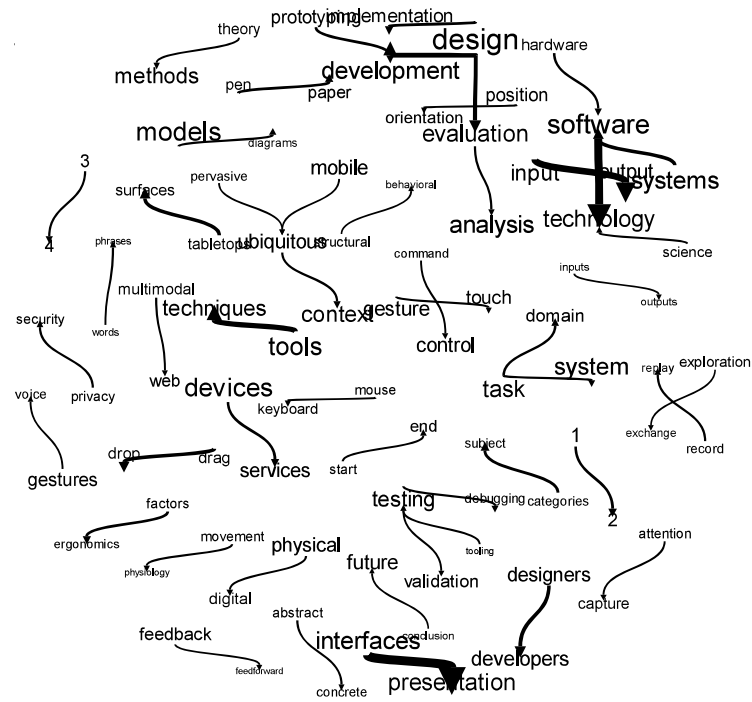 prototyping
implementation
theory
design
hardware
methods
development
pen
paper
position
orientation
models
diagrams
evaluation
software
3
mobile
pervasive
behavioral
input
output
systems
surfaces
analysis
technology
4
phrases
tabletops
ubiquitous
structural
command
science
inputs
multimodal
outputs
techniques
context
gesture
touch
domain
security
words
tools
control
voice
privacy
web
devices
keyboard
mouse
task
system
replay
exploration
drop
drag
start
end
subject
1
exchange
record
gestures
services
testing
debugging
categories
factors
2
ergonomics
movement
physical
future
tooling
attention
physiology
validation
designers
digital
capture
feedback
abstract
interfaces
conclusion
feedforward
concrete
presentation
developers